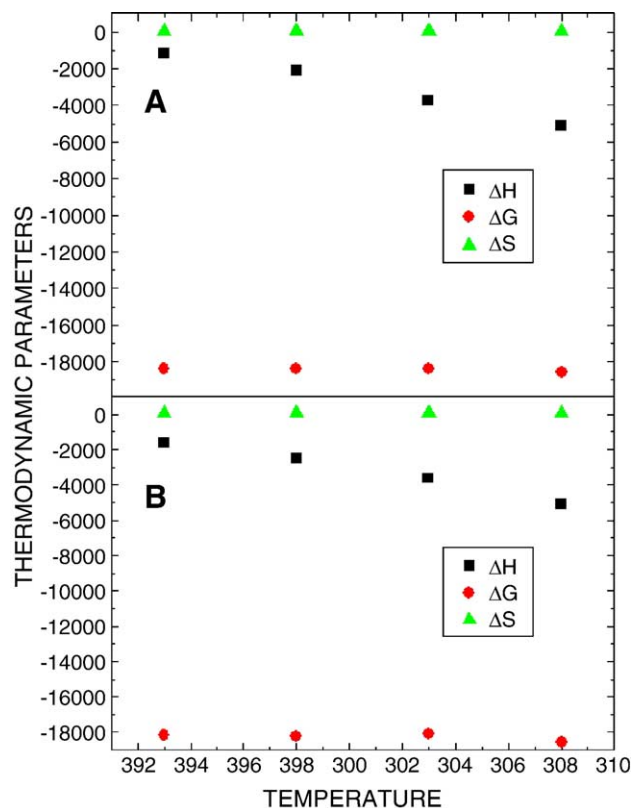 0
-2000
-4000
-6000
-8000
-10000
-12000
-14000
-16000
-18000
A
ΔH
ΔG
ΔS
0
-2000
-4000
-6000
-8000
-10000
-12000
-14000
-16000
-18000
B
ΔH
ΔG
ΔS
392 394 396 398 300 302 304 306 308 310
TEMPERATURE
THERMODYNAMIC PARAMETERS